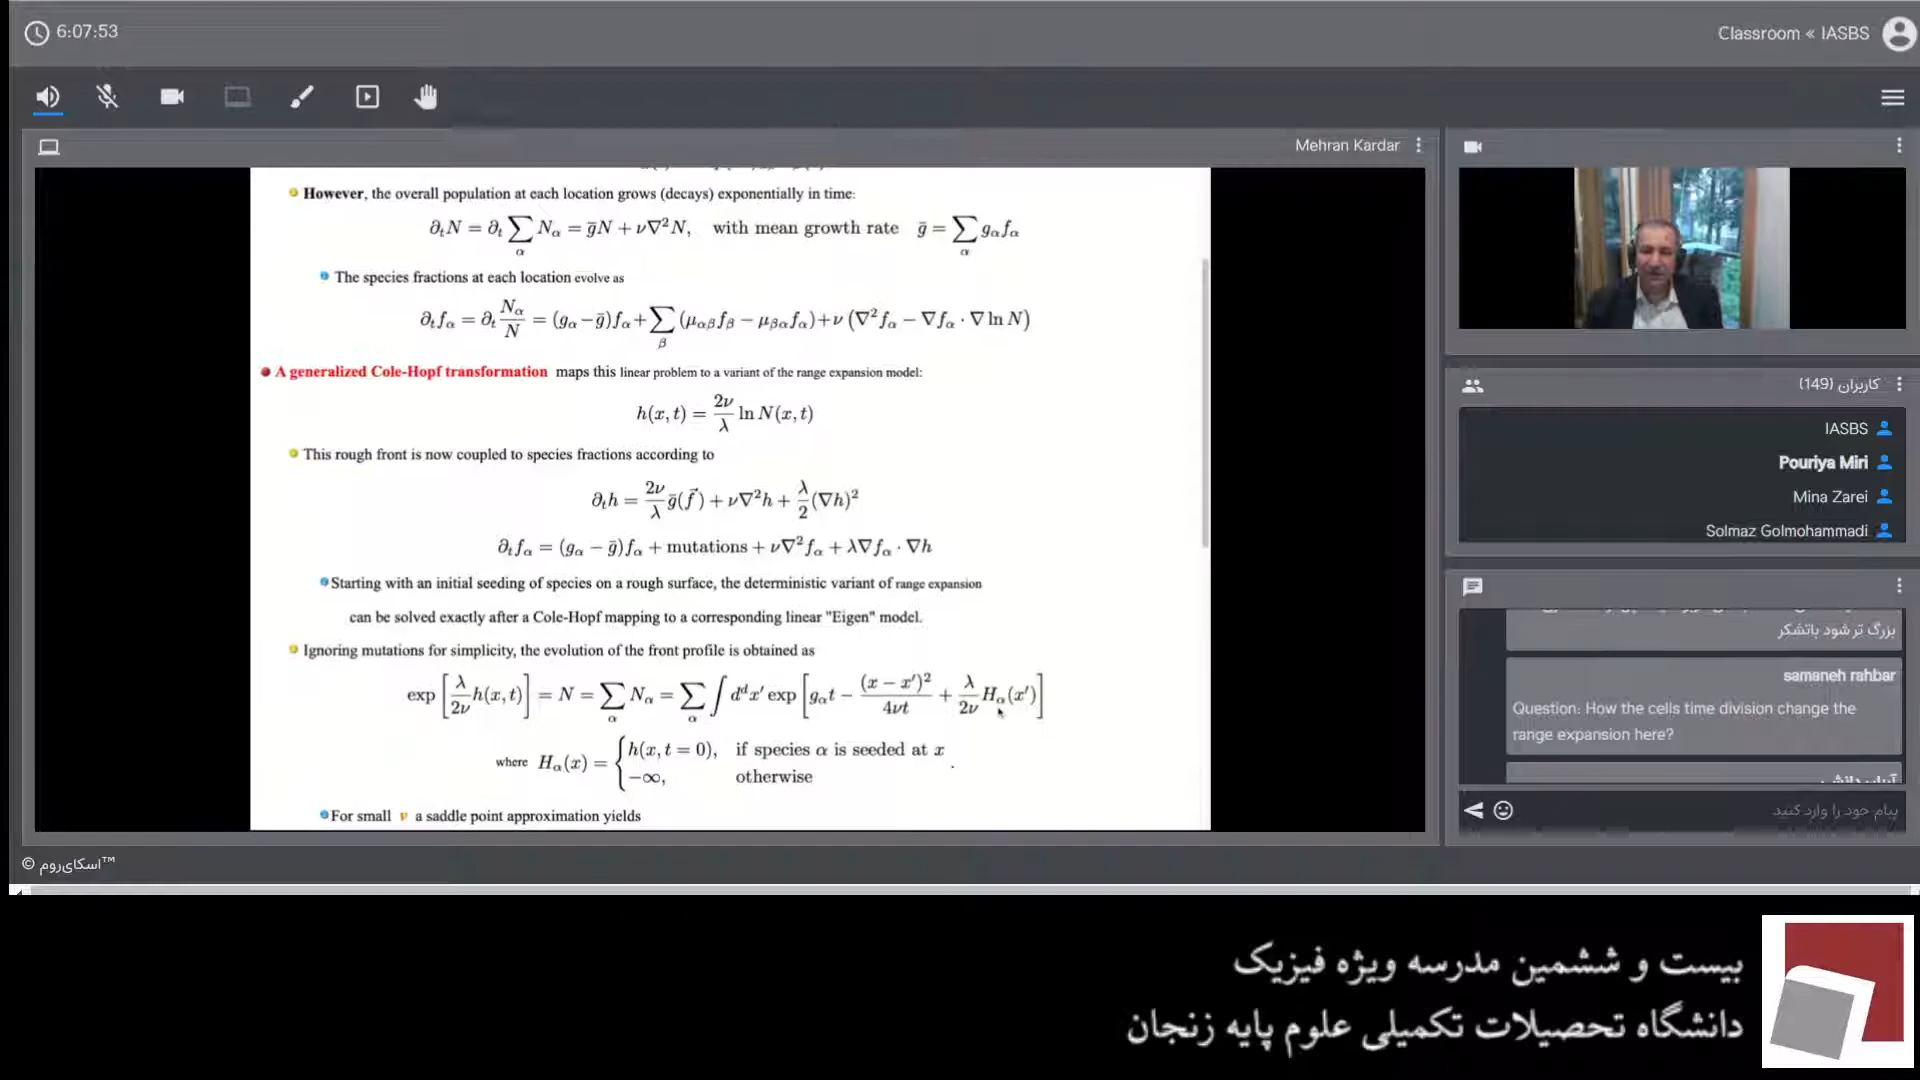 6:07:53
Classroom « IASBS
Mehran Kardar
However, the overall population at each location grows (decays) exponentially in time:
∂ₜN = ∂ₜ ∑_α N_α = ḡN + ν∇²N, with mean growth rate ḡ = ∑_α g_α f_α
The species fractions at each location evolve as
∂ₜf_α = ∂ₜ N_α/N = (g_α − ḡ)f_α + ∑_β (μ_αβ f_β − μ_βα f_α) + ν (∇²f_α − ∇f_α · ∇ ln N)
A generalized Cole-Hopf transformation maps this linear problem to a variant of the range expansion model:
h(x, t) = 2ν/λ ln N(x, t)
This rough front is now coupled to species fractions according to
∂ₜh = 2ν/λ ḡ(f⃗) + ν∇²h + λ/2 (∇h)²
∂ₜf_α = (g_α − ḡ)f_α + mutations + ν∇²f_α + λ∇f_α · ∇h
Starting with an initial seeding of species on a rough surface, the deterministic variant of range expansion
can be solved exactly after a Cole-Hopf mapping to a corresponding linear "Eigen" model.
Ignoring mutations for simplicity, the evolution of the front profile is obtained as
exp [λ/2ν h(x, t)] = N = ∑_α N_α = ∑_α ∫ dᵈx′ exp [g_α t − (x − x′)²/4νt + λ/2ν H_α(x′)]
where H_α(x) = { h(x, t = 0), if species α is seeded at x
−∞, otherwise .
For small ν a saddle point approximation yields
کاربران (149)
IASBS
Pouriya Miri
Mina Zarei
Solmaz Golmohammadi
بزرگ تر شود باتشکر
samaneh rahbar
Question: How the cells time division change the
range expansion here?
پیام خود را وارد کنید
© اسکای‌روم™
بیست و ششمین مدرسه ویژه فیزیک
دانشگاه تحصیلات تکمیلی علوم پایه زنجان